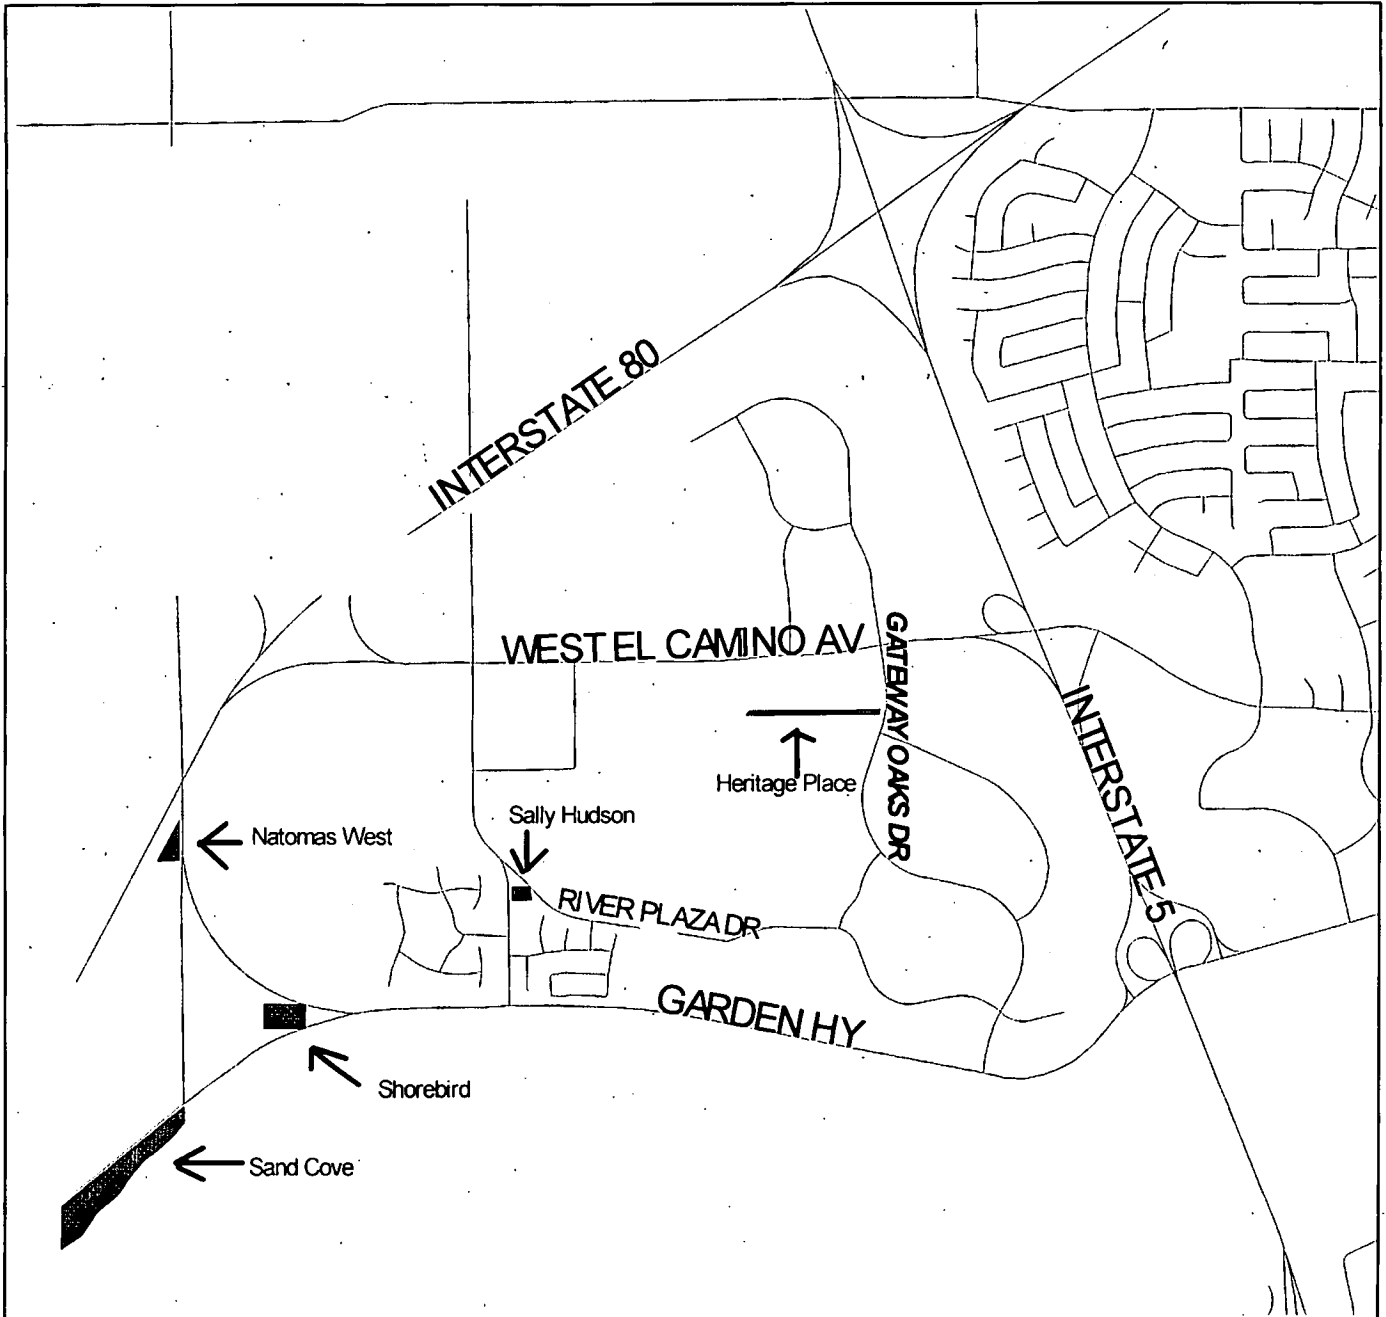 INTERSTATE 80
WEST EL CAMINO AV
GATEWAY OAKS DR
INTERSTATE 5
Heritage Place
Sally Hudson
Natomas West
RIVER PLAZA DR
GARDEN HY
Shorebird
Sand Cove